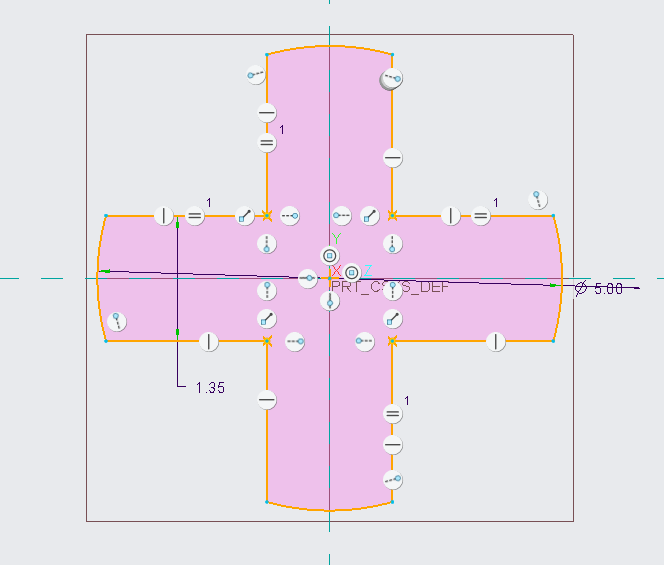 1
1
1
Y
X
Z
PRT_CSYS_DEF
Ø 5.00
1.35
1